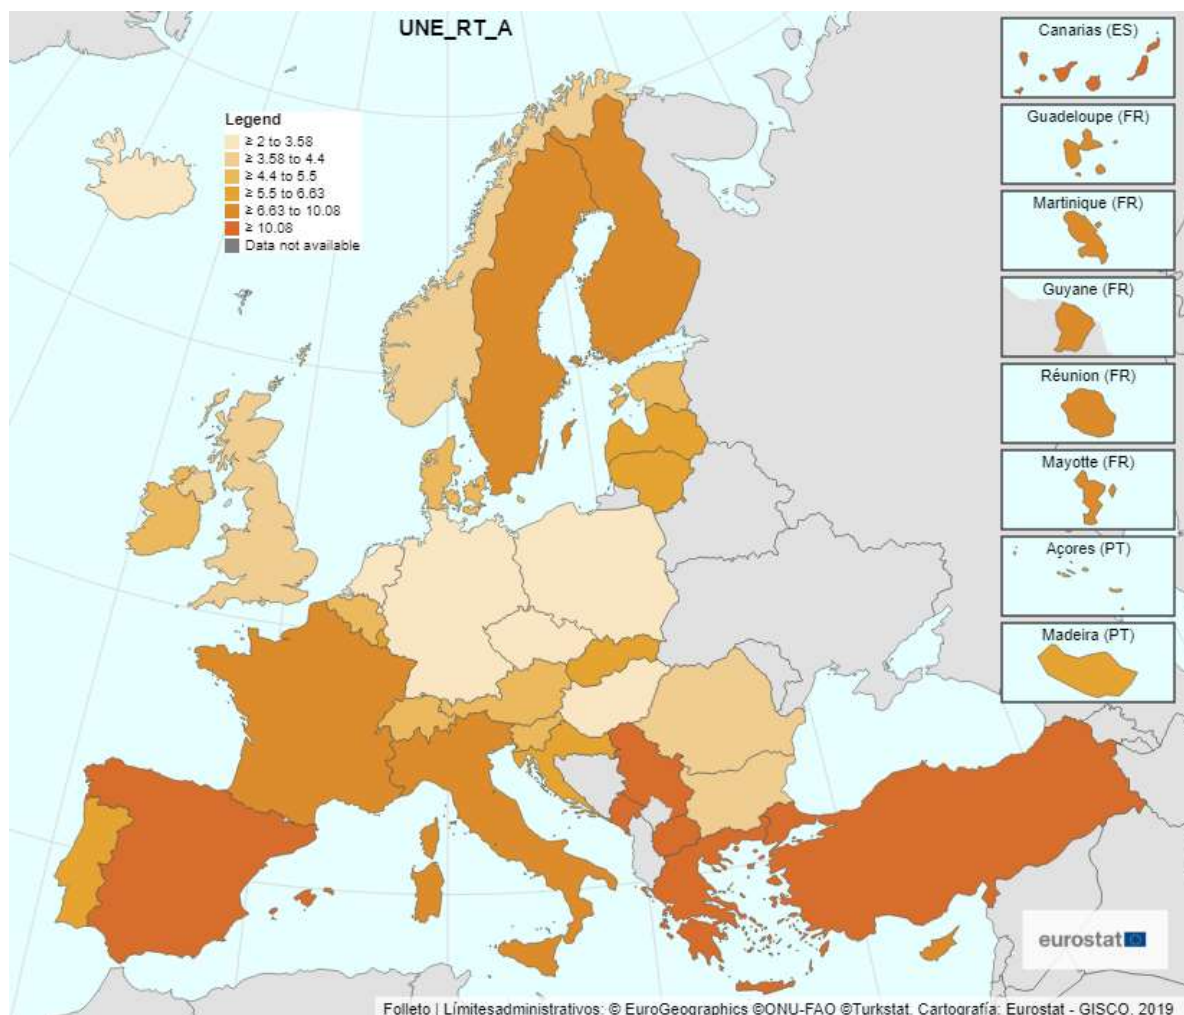 UNE_RT_A
Legend
≥ 2 to 3.58
≥ 3.58 to 4.4
≥ 4.4 to 5.5
≥ 5.5 to 6.63
≥ 6.63 to 10.08
≥ 10.08
Data not available
Canarias (ES)
Guadeloupe (FR)
Martinique (FR)
Guyane (FR)
Réunion (FR)
Mayotte (FR)
Açores (PT)
Madeira (PT)
eurostat
Folleto | Límitesadministrativos: © EuroGeographics ©ONU-FAO ©Turkstat, Cartografía: Eurostat - GISCO, 2019